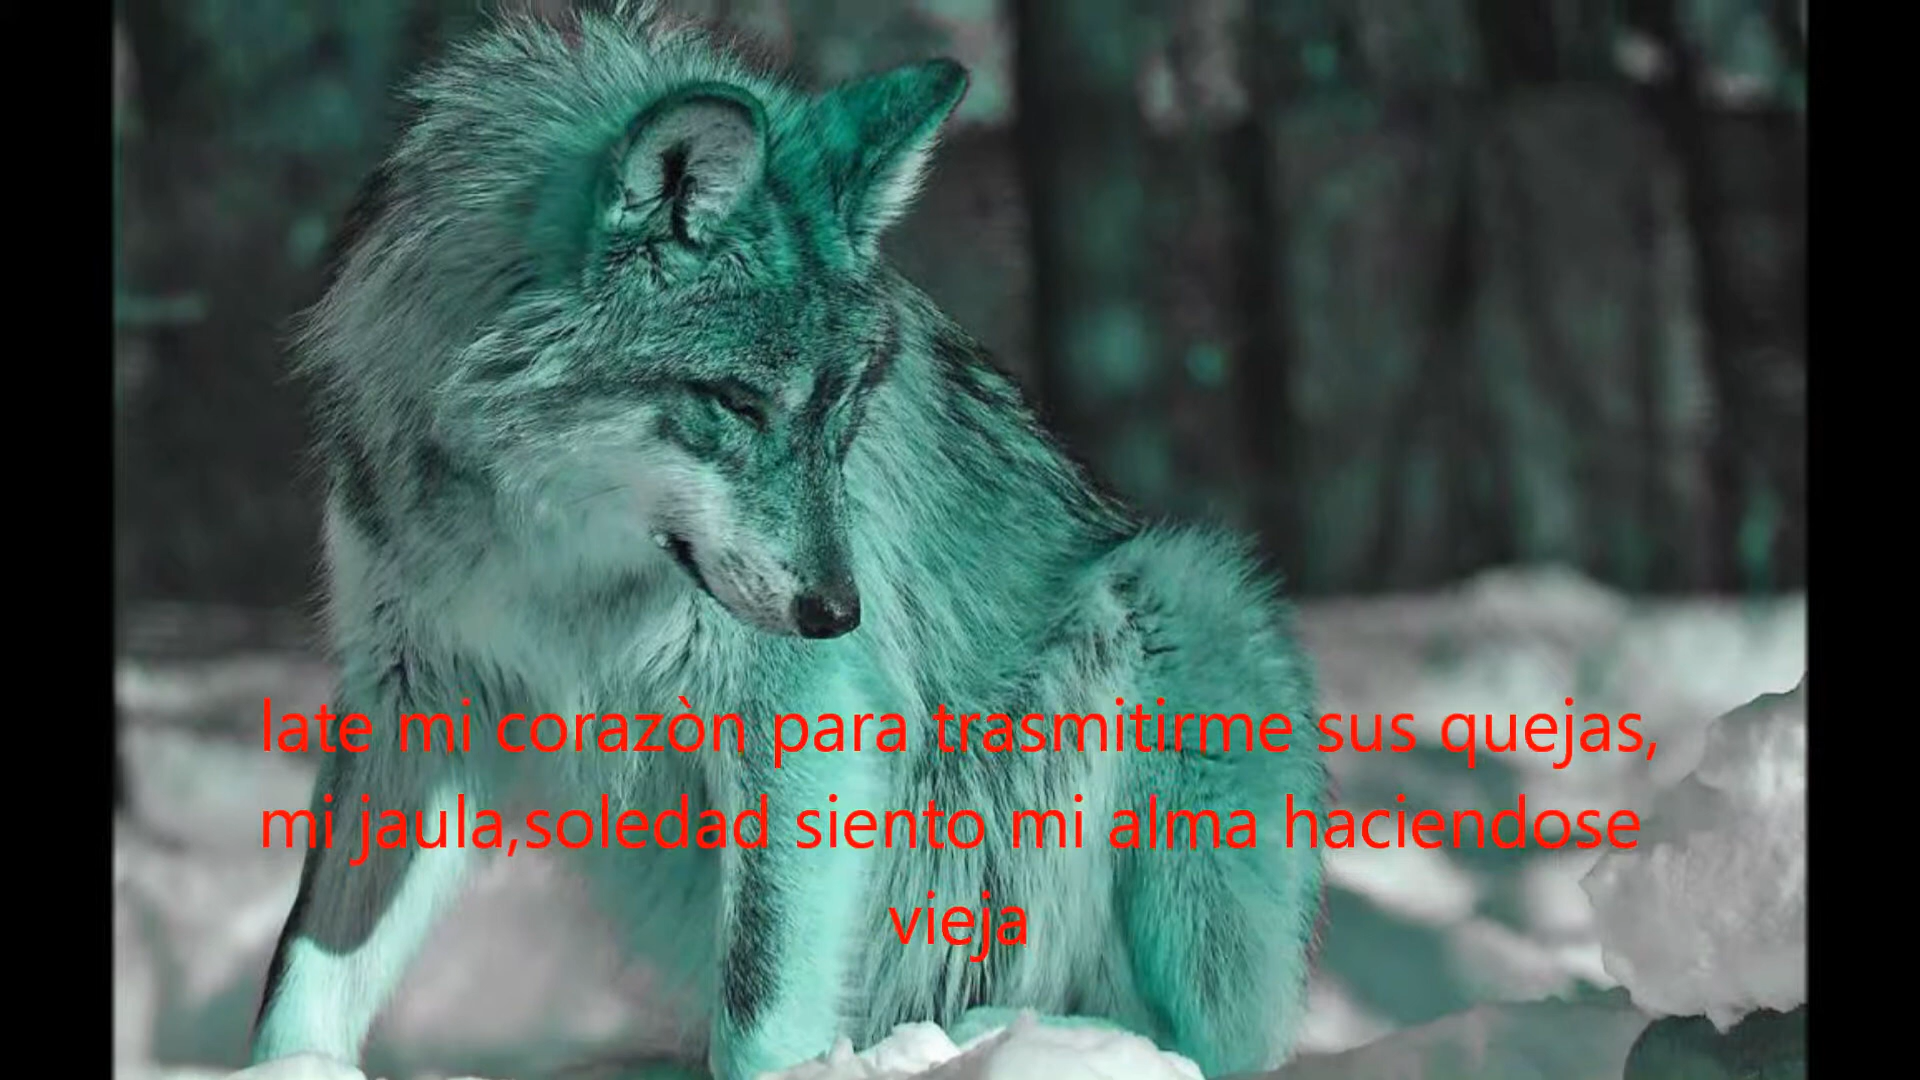 late mi corazòn para trasmitirme sus quejas,
mi jaula,soledad siento mi alma haciendose
vieja